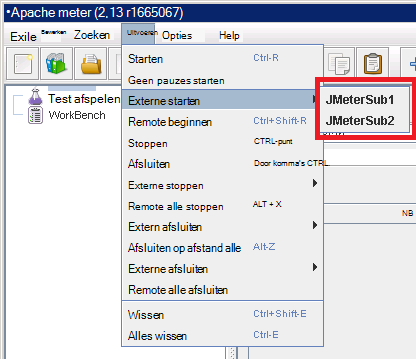 Apache meter (2,13 r1665067)
Exile Bewerken Zoeken Uitvoeren Opties Help
Starten Ctrl-R
Geen pauzes starten
Test afspelen
Externe starten
JMeterSub1
WorkBench
Remote beginnen Ctrl+Shift-R
JMeterSub2
Stoppen CTRL-punt
Afsluiten Door komma's CTRL.
Externe stoppen
Remote alle stoppen ALT + X
NB
Extern afsluiten
Afsluiten op afstand alle Alt-Z
Externe afsluiten
Remote alle afsluiten
Wissen Ctrl+Shift-E
Alles wissen Ctrl-E